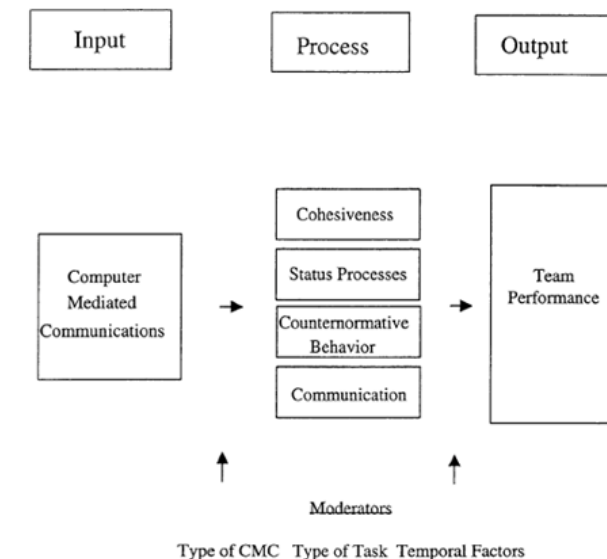 Input
Process
Output
Cohesiveness
Status Processes
Counternormative
Behavior
Communication
Computer
Mediated
Communications
Team
Performance
Moderators
Type of CMC Type of Task Temporal Factors